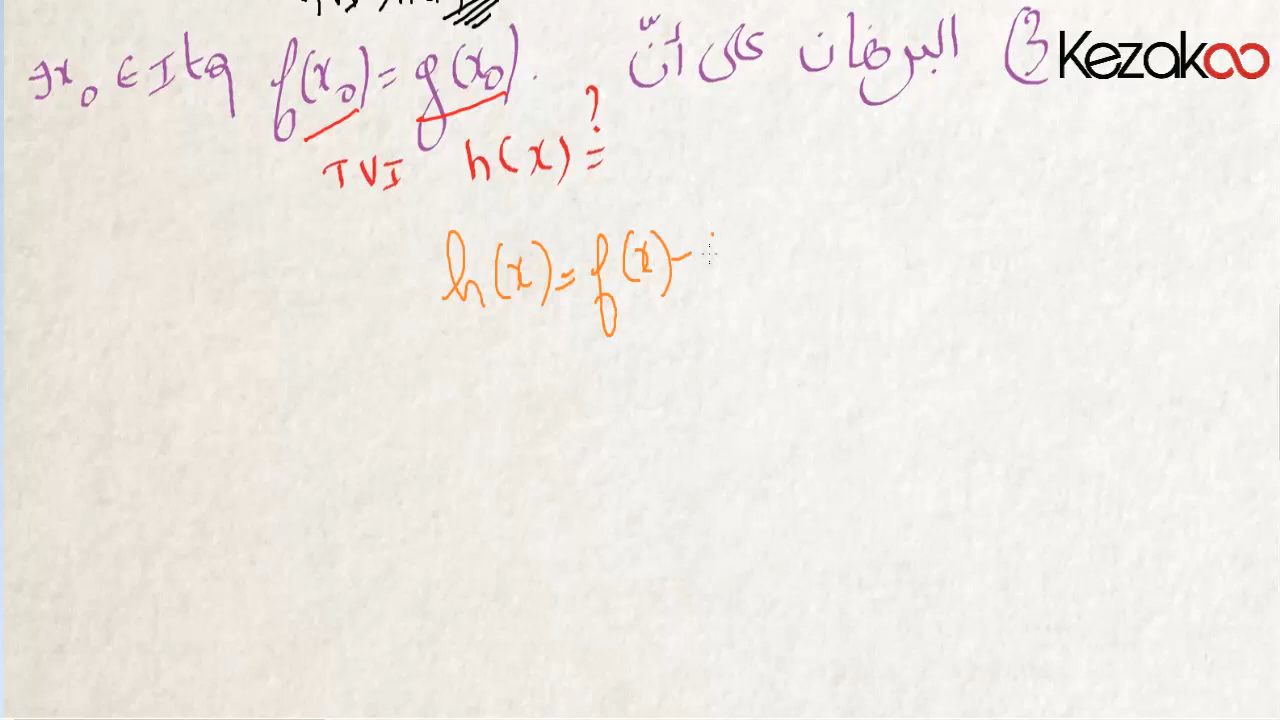 ③ البرهان على أنّ ∃x₀ ∈ I tq f(x₀) = g(x₀).
Kezakoo
TVI h(x) =?
h(x) = f(x) -